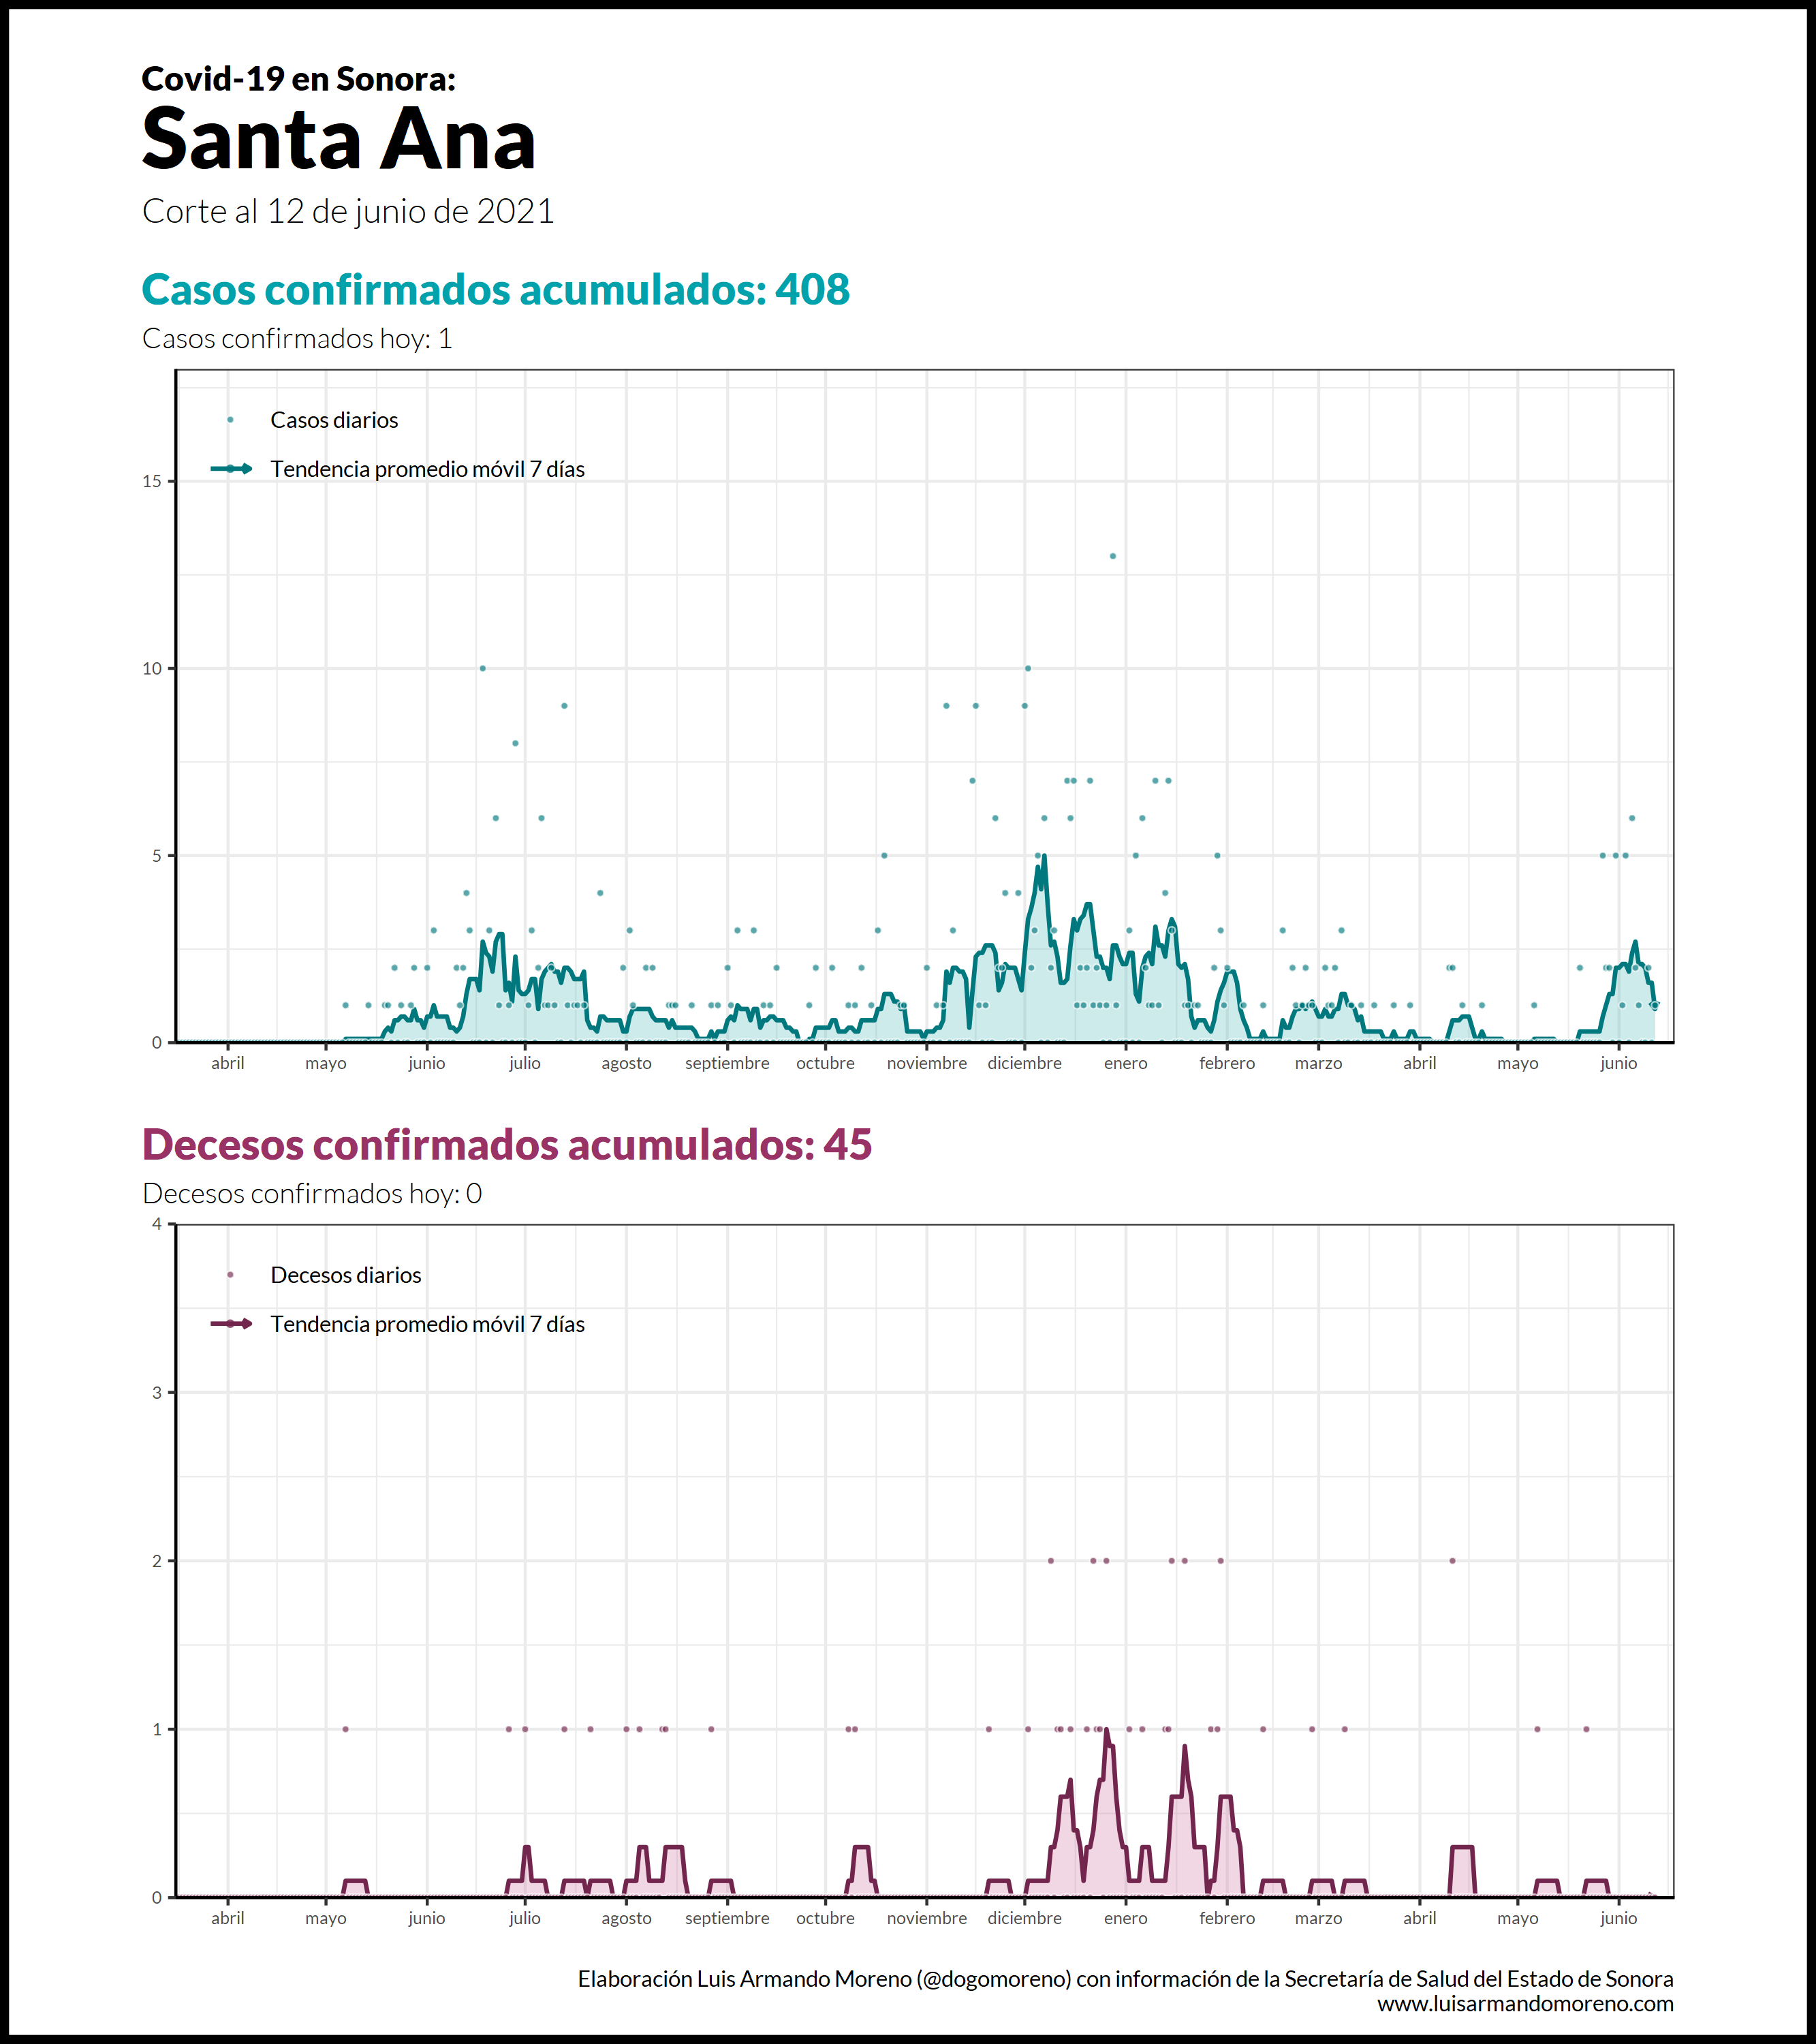 Covid-19 en Sonora:
Santa Ana
Corte al 12 de junio de 2021
Casos confirmados acumulados: 408
Casos confirmados hoy: 1
Casos diarios
Tendencia promedio móvil 7 días
15
10
5
0
abril mayo junio julio agosto septiembre octubre noviembre diciembre enero febrero marzo abril mayo junio
Decesos confirmados acumulados: 45
Decesos confirmados hoy: 0
4
Decesos diarios
Tendencia promedio móvil 7 días
3
2
1
0
abril mayo junio julio agosto septiembre octubre noviembre diciembre enero febrero marzo abril mayo junio
Elaboración Luis Armando Moreno (@dogomoreno) con información de la Secretaría de Salud del Estado de Sonora
www.luisarmandomoreno.com